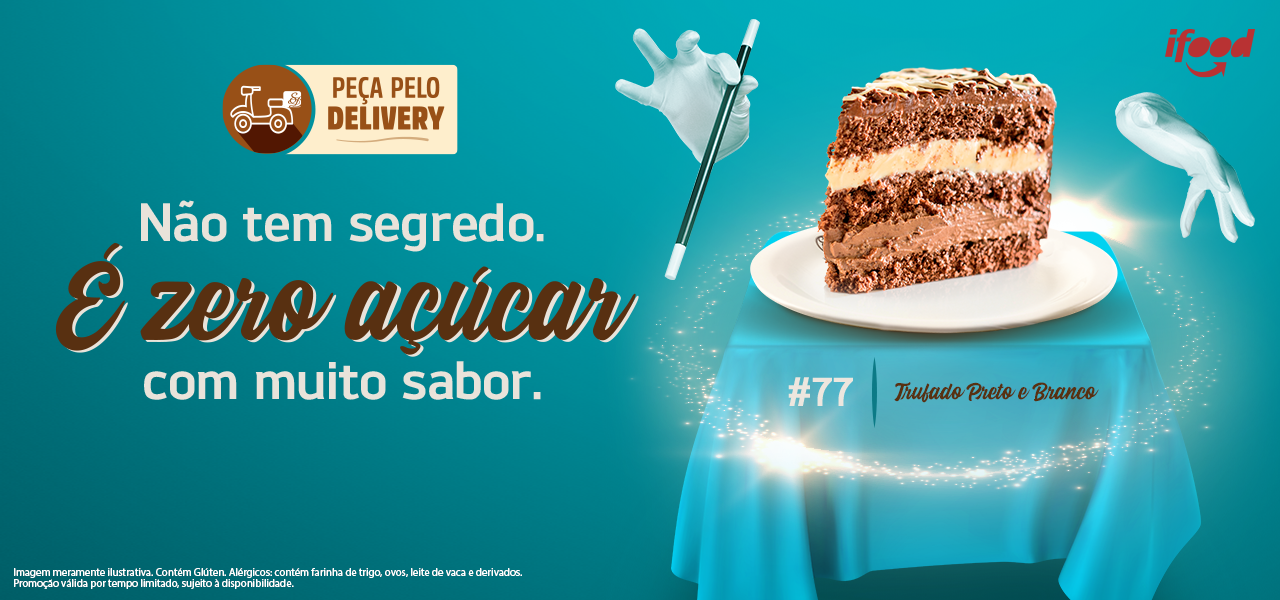 PEÇA PELO
DELIVERY
Não tem segredo.
É zero açúcar
com muito sabor.
ifood
#77
Trufado Preto e Branco
Imagem meramente ilustrativa. Contém Glúten. Alérgicos: contém farinha de trigo, ovos, leite de vaca e derivados.
Promoção válida por tempo limitado, sujeito à disponibilidade.